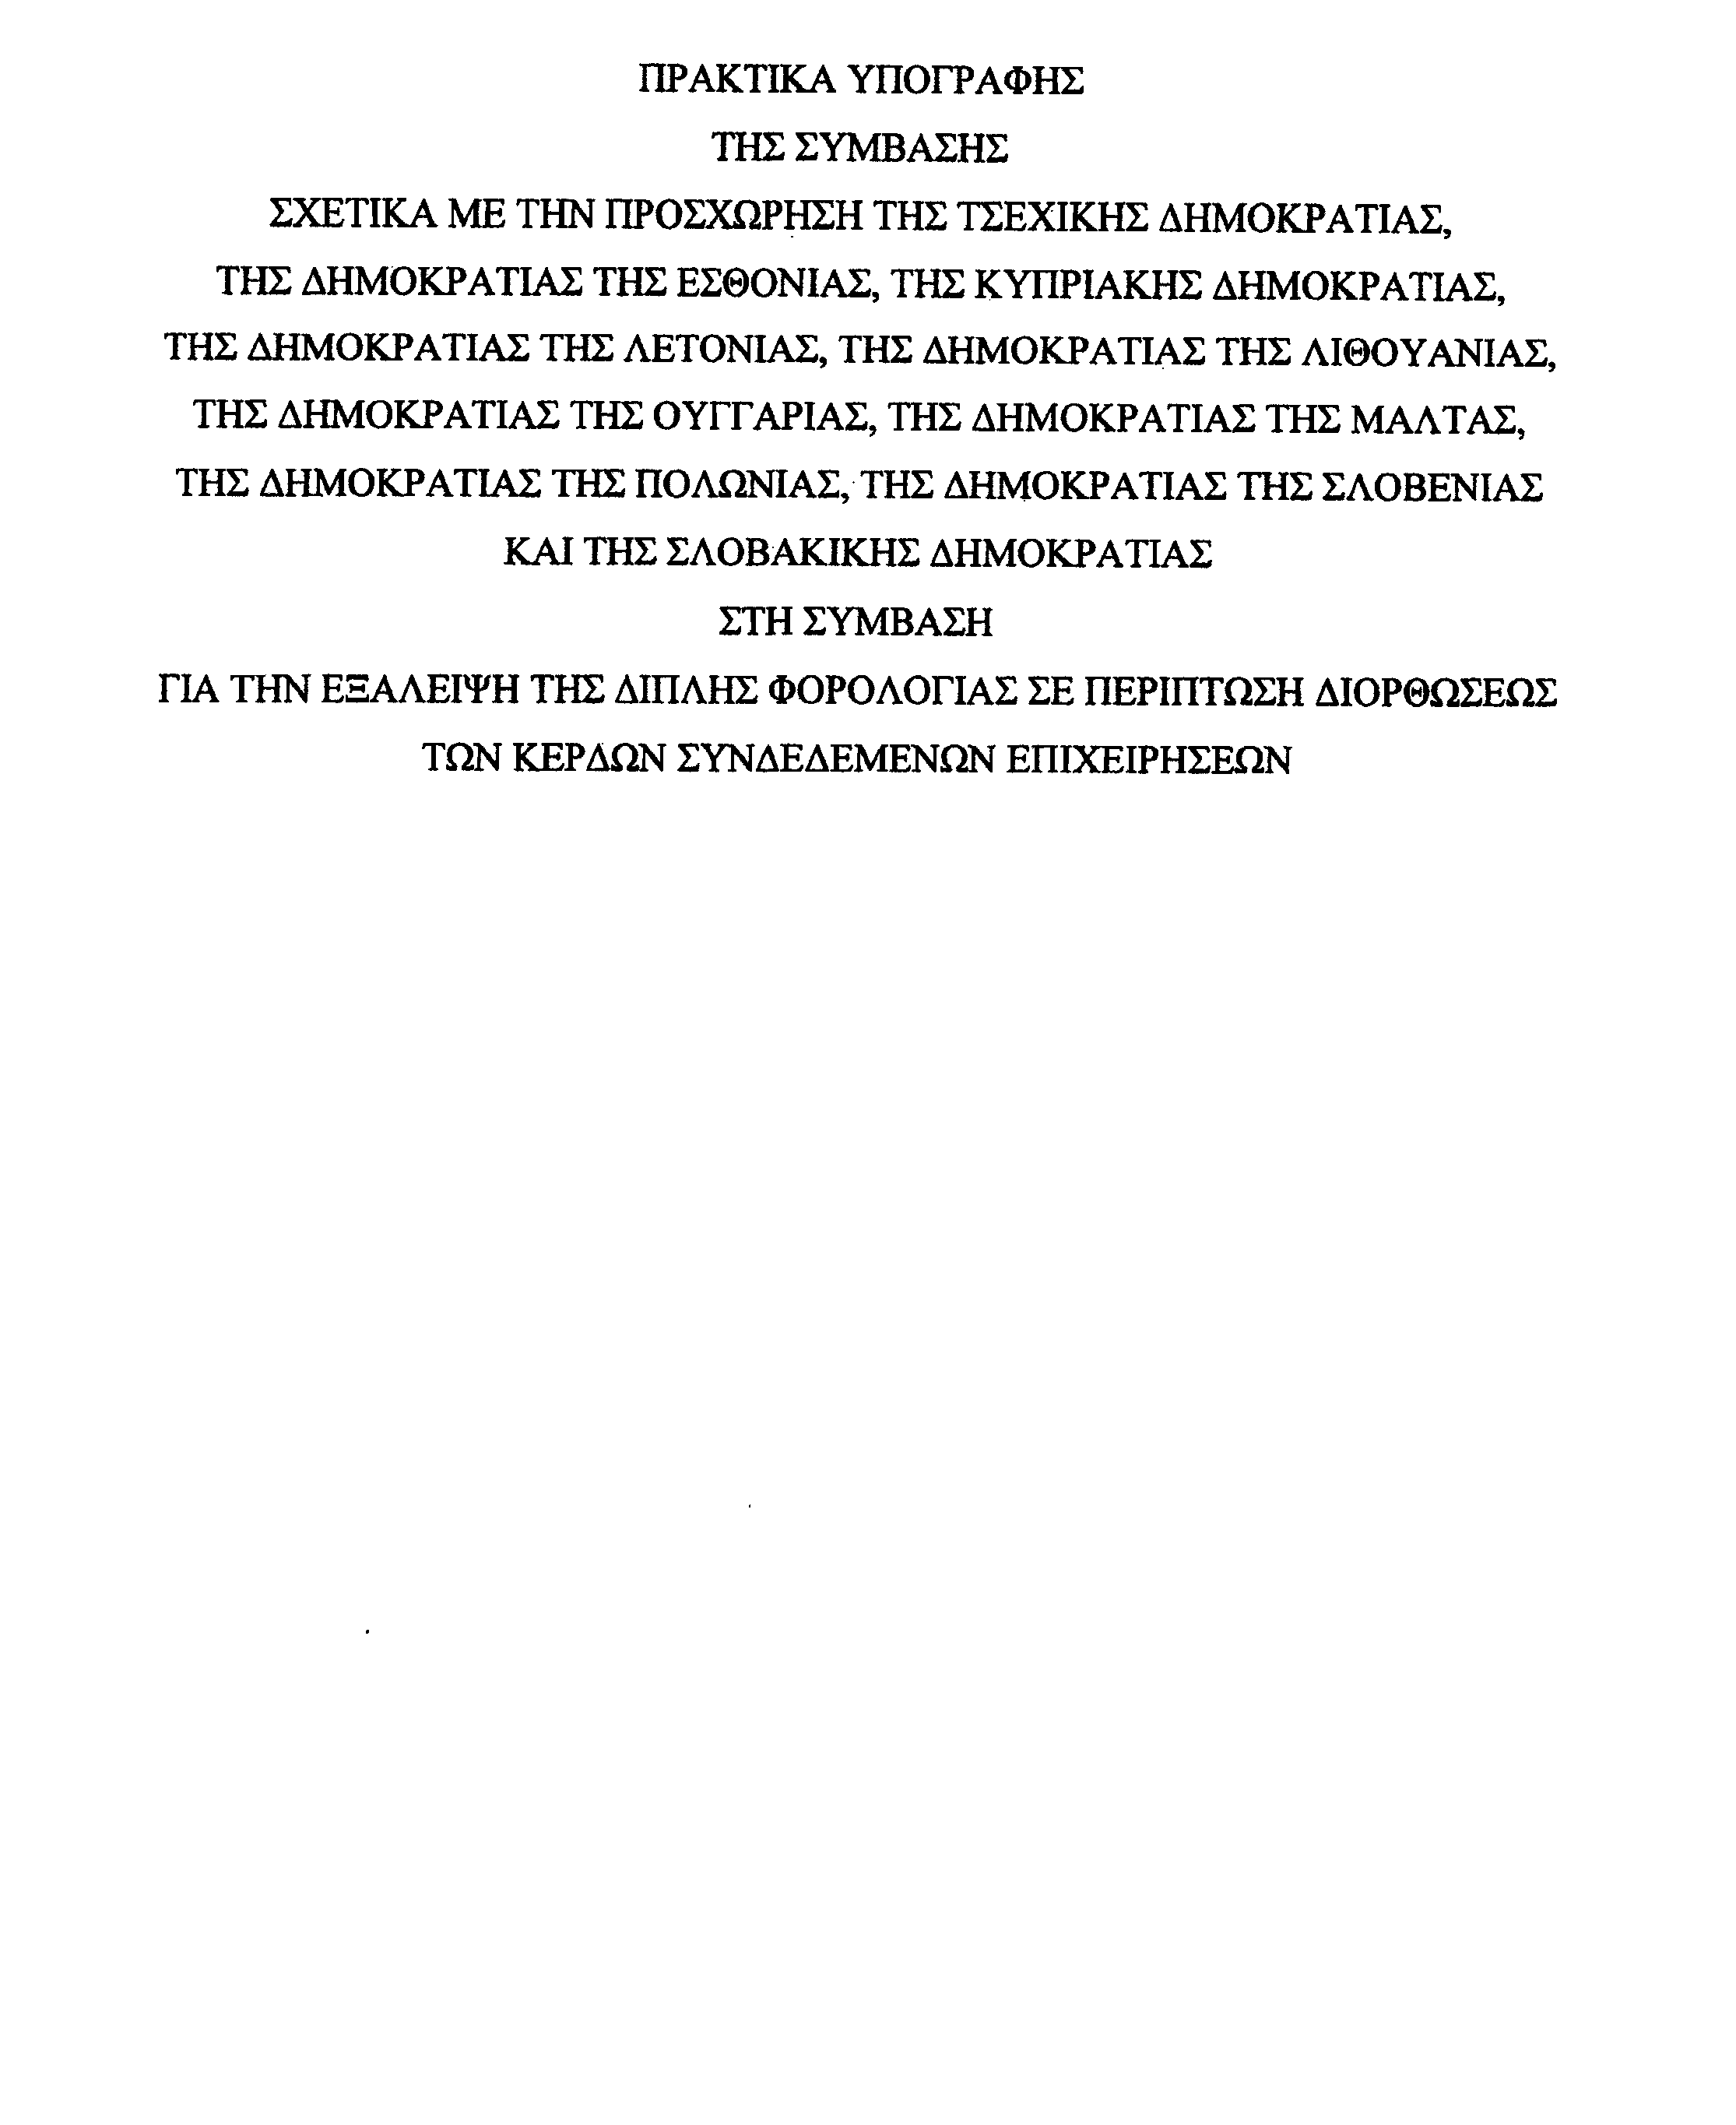 ΠΡΑΚΤΙΚΑ ΥΠΟΓΡΑΦΗΣ
ΤΗΣ ΣΥΜΒΑΣΗΣ
ΣΧΕΤΙΚΑ ΜΕ ΤΗΝ ΠΡΟΣΧΩΡΗΣΗ ΤΗΣ ΤΣΕΧΙΚΗΣ ΔΗΜΟΚΡΑΤΙΑΣ,
ΤΗΣ ΔΗΜΟΚΡΑΤΙΑΣ ΤΗΣ ΕΣΘΟΝΙΑΣ, ΤΗΣ ΚΥΠΡΙΑΚΗΣ ΔΗΜΟΚΡΑΤΙΑΣ,
ΤΗΣ ΔΗΜΟΚΡΑΤΙΑΣ ΤΗΣ ΛΕΤΟΝΙΑΣ, ΤΗΣ ΔΗΜΟΚΡΑΤΙΑΣ ΤΗΣ ΛΙΘΟΥΑΝΙΑΣ,
ΤΗΣ ΔΗΜΟΚΡΑΤΙΑΣ ΤΗΣ ΟΥΓΓΑΡΙΑΣ, ΤΗΣ ΔΗΜΟΚΡΑΤΙΑΣ ΤΗΣ ΜΑΛΤΑΣ,
ΤΗΣ ΔΗΜΟΚΡΑΤΙΑΣ ΤΗΣ ΠΟΛΩΝΙΑΣ, ΤΗΣ ΔΗΜΟΚΡΑΤΙΑΣ ΤΗΣ ΣΛΟΒΕΝΙΑΣ
ΚΑΙ ΤΗΣ ΣΛΟΒΑΚΙΚΗΣ ΔΗΜΟΚΡΑΤΙΑΣ
ΣΤΗ ΣΥΜΒΑΣΗ
ΓΙΑ ΤΗΝ ΕΞΑΛΕΙΨΗ ΤΗΣ ΔΙΠΛΗΣ ΦΟΡΟΛΟΓΙΑΣ ΣΕ ΠΕΡΙΠΤΩΣΗ ΔΙΟΡΘΩΣΕΩΣ
ΤΩΝ ΚΕΡΔΩΝ ΣΥΝΔΕΔΕΜΕΝΩΝ ΕΠΙΧΕΙΡΗΣΕΩΝ